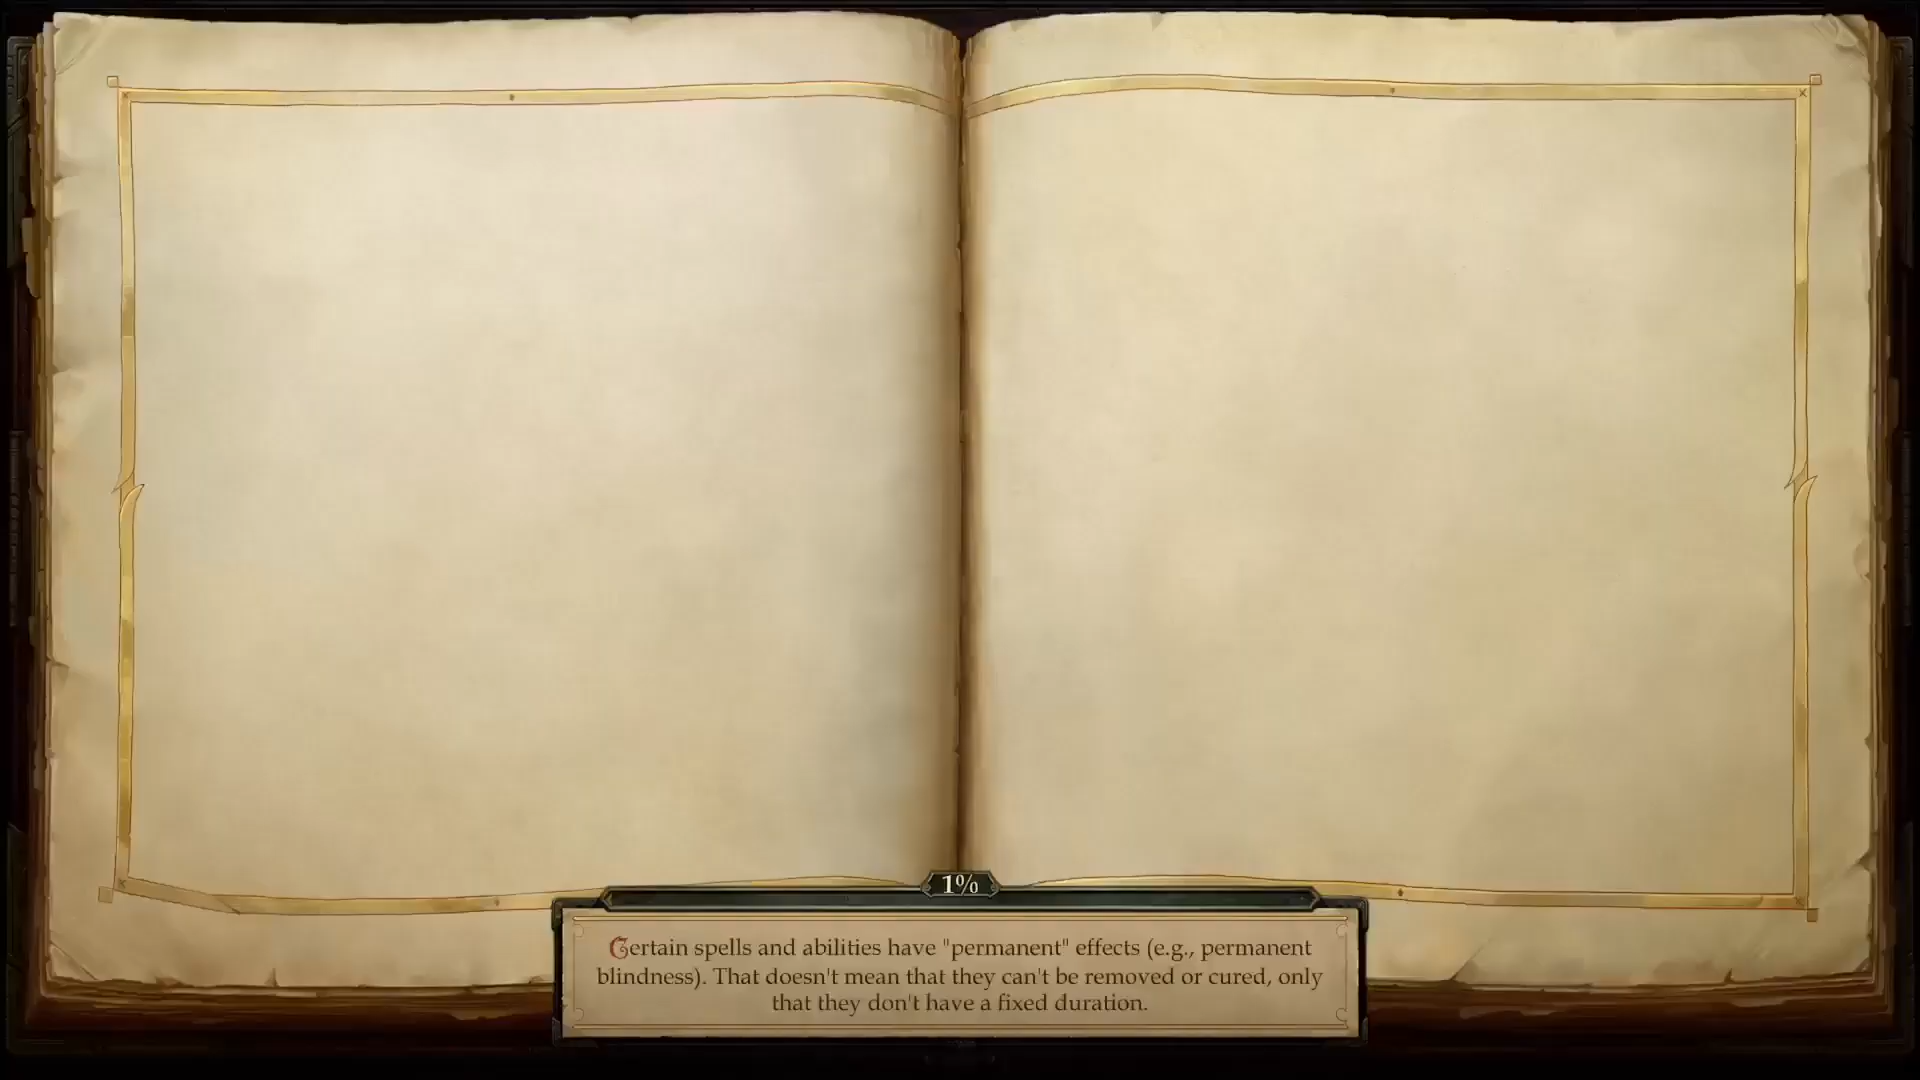 1%
Certain spells and abilities have "permanent" effects (e.g., permanent
blindness). That doesn't mean that they can't be removed or cured, only
that they don't have a fixed duration.